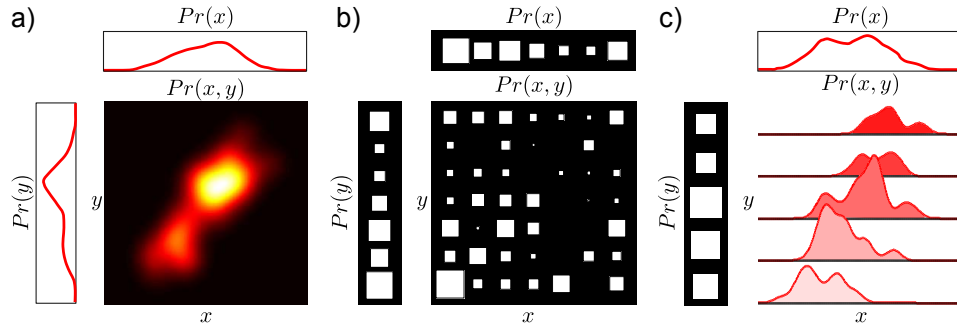 a)
Pr(x)
Pr(x, y)
Pr(y)
y
x
b)
Pr(x)
Pr(x, y)
Pr(y)
y
x
c)
Pr(x)
Pr(x, y)
Pr(y)
y
x